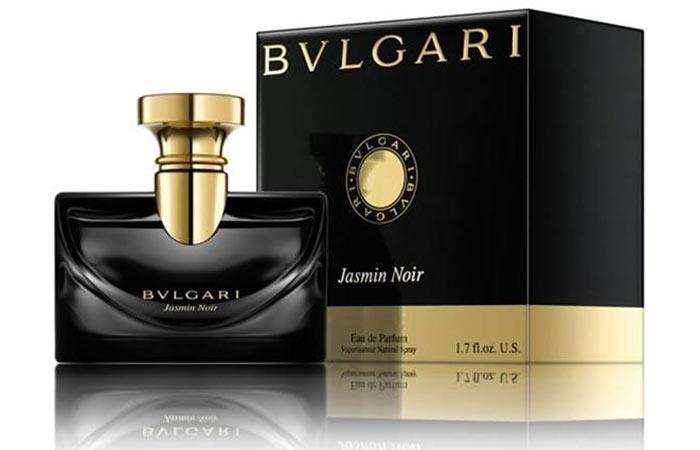 BVLGARI
BVLGARI • BVLGARI •
Jasmin Noir
Eau de Parfum
Vaporisateur Natural Spray
1.7 fl.oz. U.S.
BVLGARI
Jasmin Noir